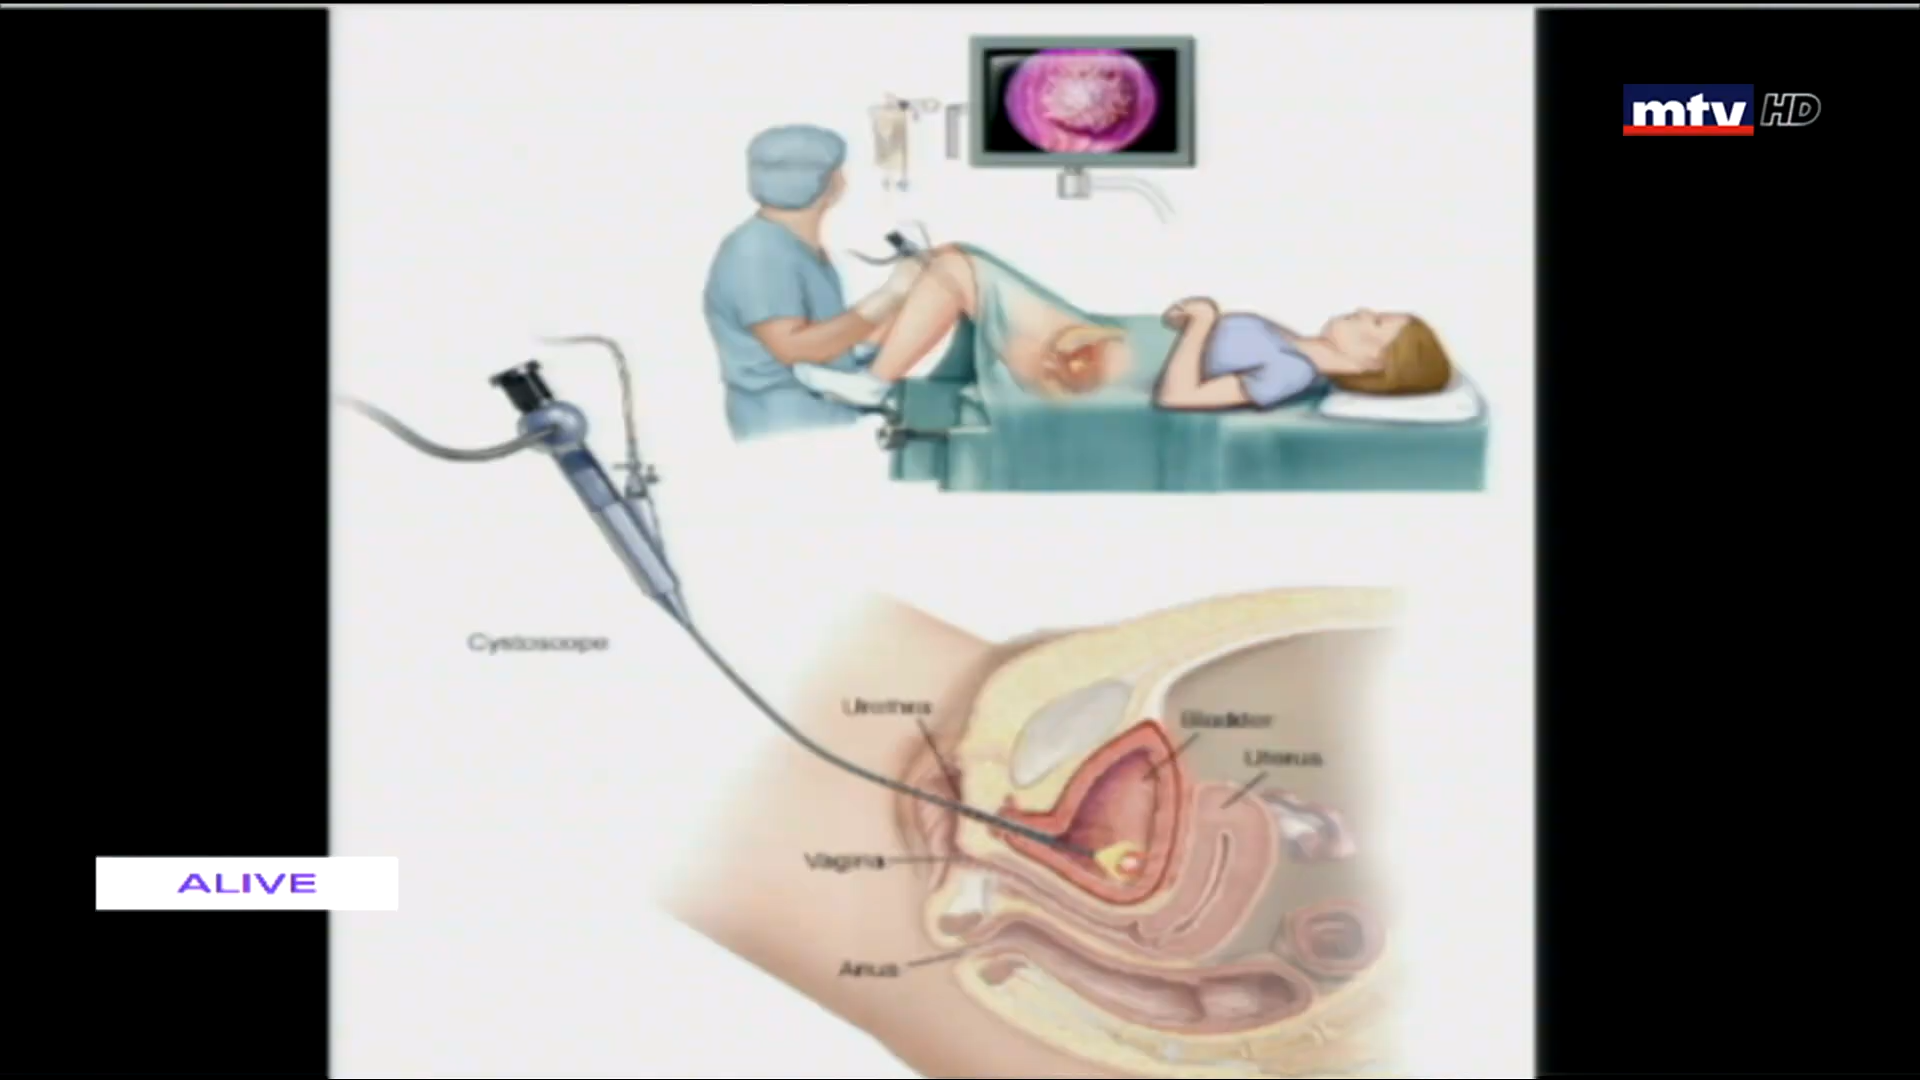 mtv HD
Cystoscope
Urethra
Bladder
Uterus
Vagina
Anus
ALIVE